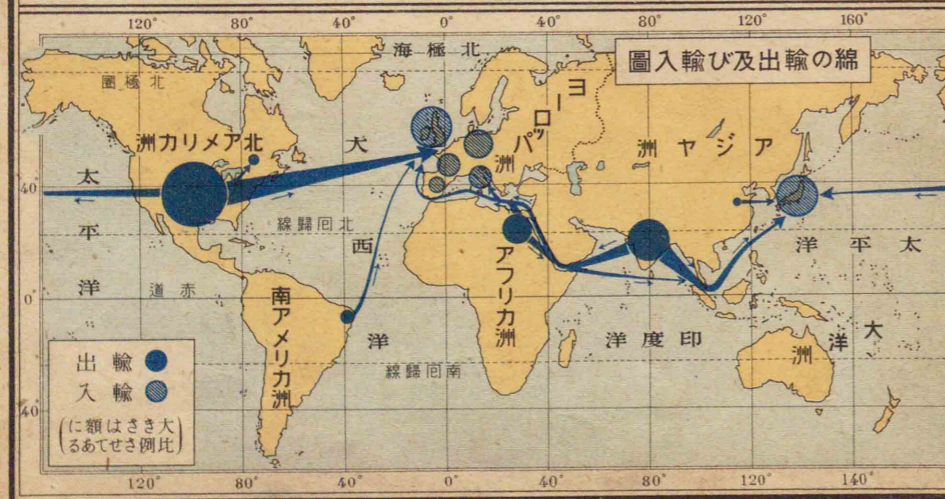 120° 80° 40° 0° 40° 80° 120° 160°
綿の輸出及び輸入圖
北極海
北極圏
北アメリカ洲
ヨーロッパ洲
アジヤ洲
大西洋
太平洋
太平洋
40°
北囘歸線
0°
赤道
アフリカ洲
南アメリカ洲
印度洋
大洋洲
南囘歸線
40°
輸出
輸入
(大きさは額に
比例させてある)
120° 80° 40° 0° 40° 80° 120° 140°